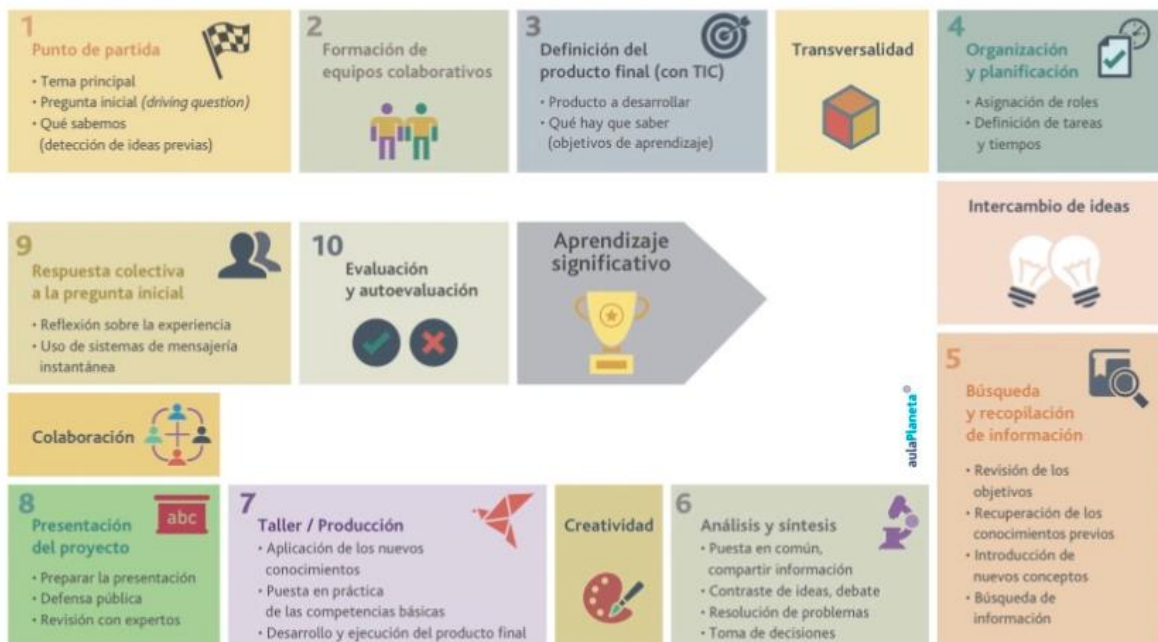 1
Punto de partida
• Tema principal
• Pregunta inicial (driving question)
• Qué sabemos
(detección de ideas previas)
2
Formación de
equipos colaborativos
3
Definición del
producto final (con TIC)
• Producto a desarrollar
• Qué hay que saber
(objetivos de aprendizaje)
Transversalidad
4
Organización
y planificación
• Asignación de roles
• Definición de tareas
y tiempos
Intercambio de ideas
5
Búsqueda
y recopilación
de información
• Revisión de los
objetivos
• Recuperación de los
conocimientos previos
• Introducción de
nuevos conceptos
• Búsqueda de
información
6
Análisis y síntesis
• Puesta en común,
compartir información
• Contraste de ideas, debate
• Resolución de problemas
• Toma de decisiones
Creatividad
7
Taller / Producción
• Aplicación de los nuevos
conocimientos
• Puesta en práctica
de las competencias básicas
• Desarrollo y ejecución del producto final
8
Presentación
del proyecto
abc
• Preparar la presentación
• Defensa pública
• Revisión con expertos
Colaboración
9
Respuesta colectiva
a la pregunta inicial
• Reflexión sobre la experiencia
• Uso de sistemas de mensajería
instantánea
10
Evaluación
y autoevaluación
Aprendizaje
significativo
aulaPlaneta